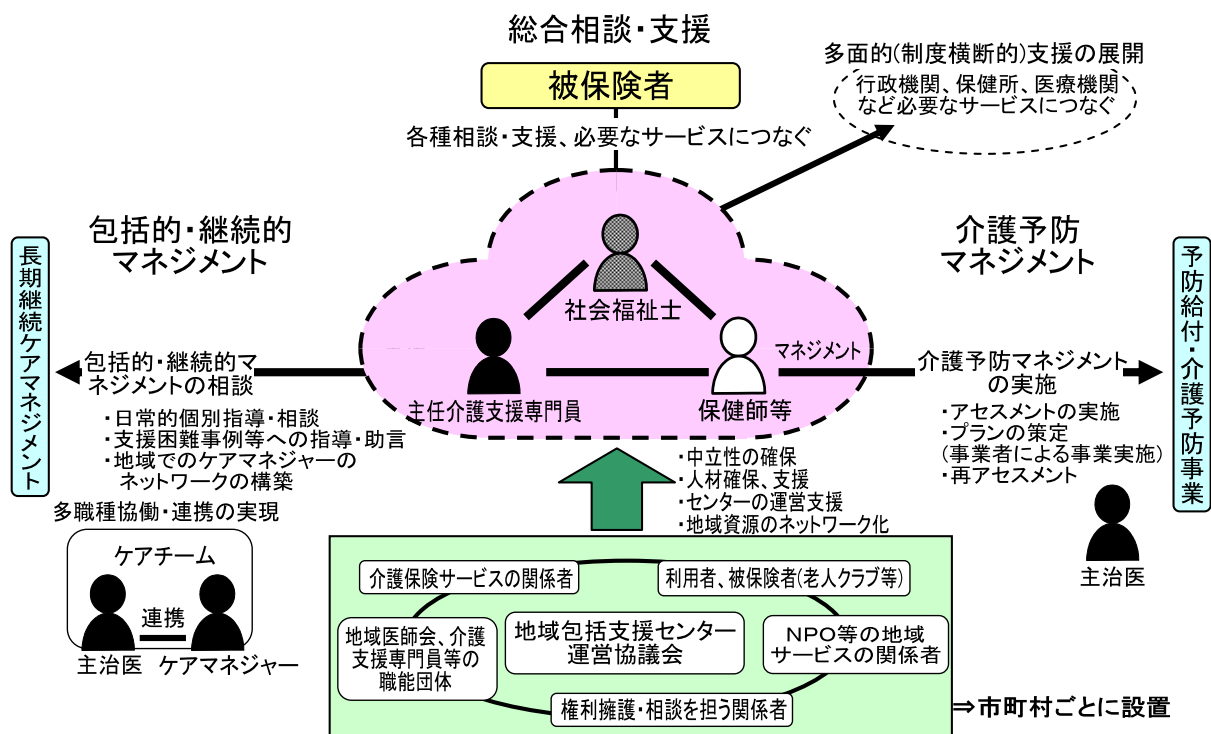 総合相談・支援
被保険者
各種相談・支援、必要なサービスにつなぐ
多面的(制度横断的)支援の展開
行政機関、保健所、医療機関
など必要なサービスにつなぐ
包括的・継続的
マネジメント
介護予防
マネジメント
長期継続ケアマネジメント
予防給付・介護予防事業
社会福祉士
主任介護支援専門員
保健師等
マネジメント
包括的・継続的マ
ネジメントの相談
・日常的個別指導・相談
・支援困難事例等への指導・助言
・地域でのケアマネジャーの
ネットワークの構築
介護予防マネジメント
の実施
・アセスメントの実施
・プランの策定
(事業者による事業実施)
・再アセスメント
主治医
多職種協働・連携の実現
ケアチーム
連携
主治医
ケアマネジャー
・中立性の確保
・人材確保、支援
・センターの運営支援
・地域資源のネットワーク化
介護保険サービスの関係者
利用者、被保険者(老人クラブ等)
地域医師会、介護
支援専門員等の
職能団体
地域包括支援センター
運営協議会
NPO等の地域
サービスの関係者
権利擁護・相談を担う関係者
⇒市町村ごとに設置